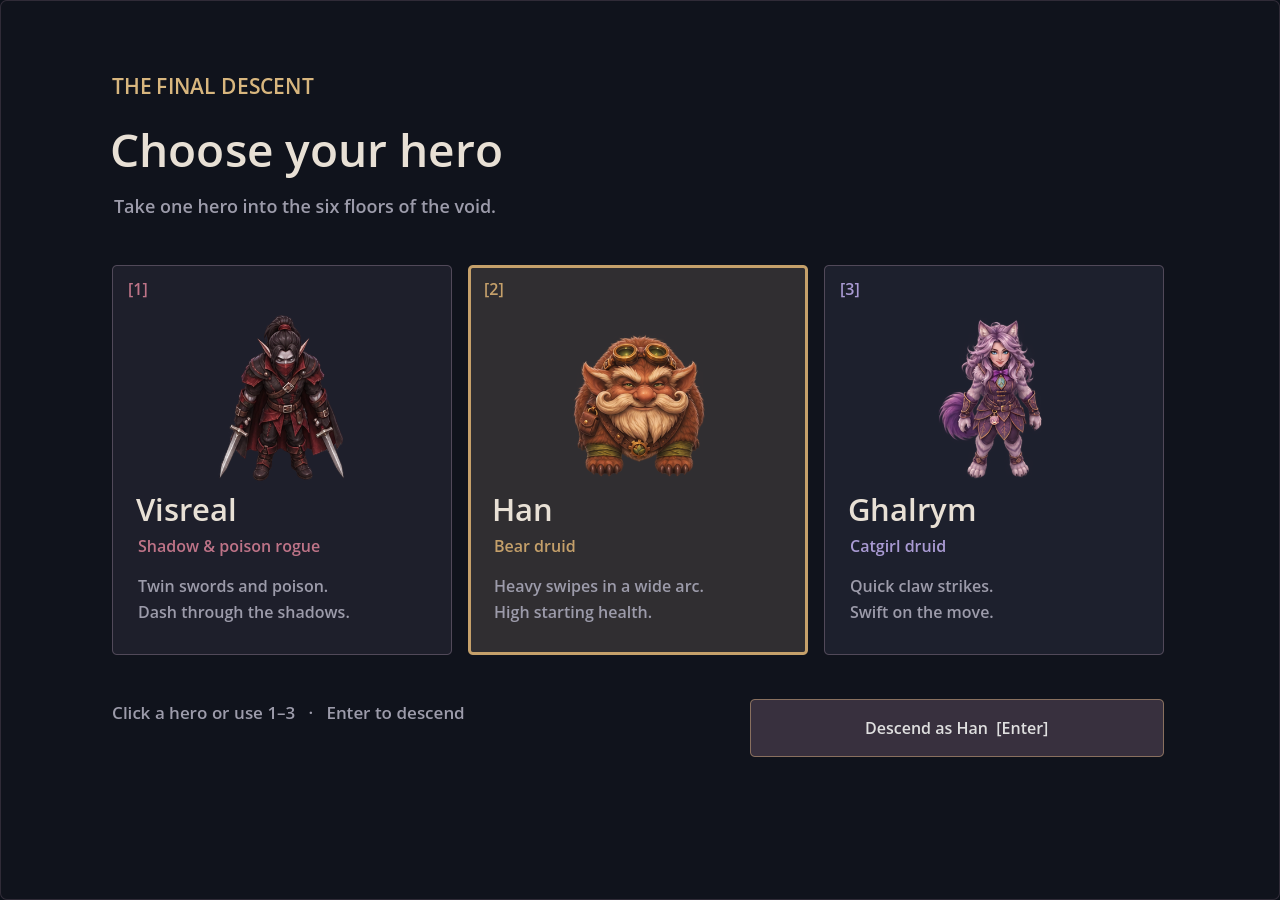 THE FINAL DESCENT
Choose your hero
Take one hero into the six floors of the void.
[1]
Visreal
Shadow & poison rogue
Twin swords and poison.
Dash through the shadows.
[2]
Han
Bear druid
Heavy swipes in a wide arc.
High starting health.
[3]
Ghalrym
Catgirl druid
Quick claw strikes.
Swift on the move.
Click a hero or use 1–3 · Enter to descend
Descend as Han [Enter]